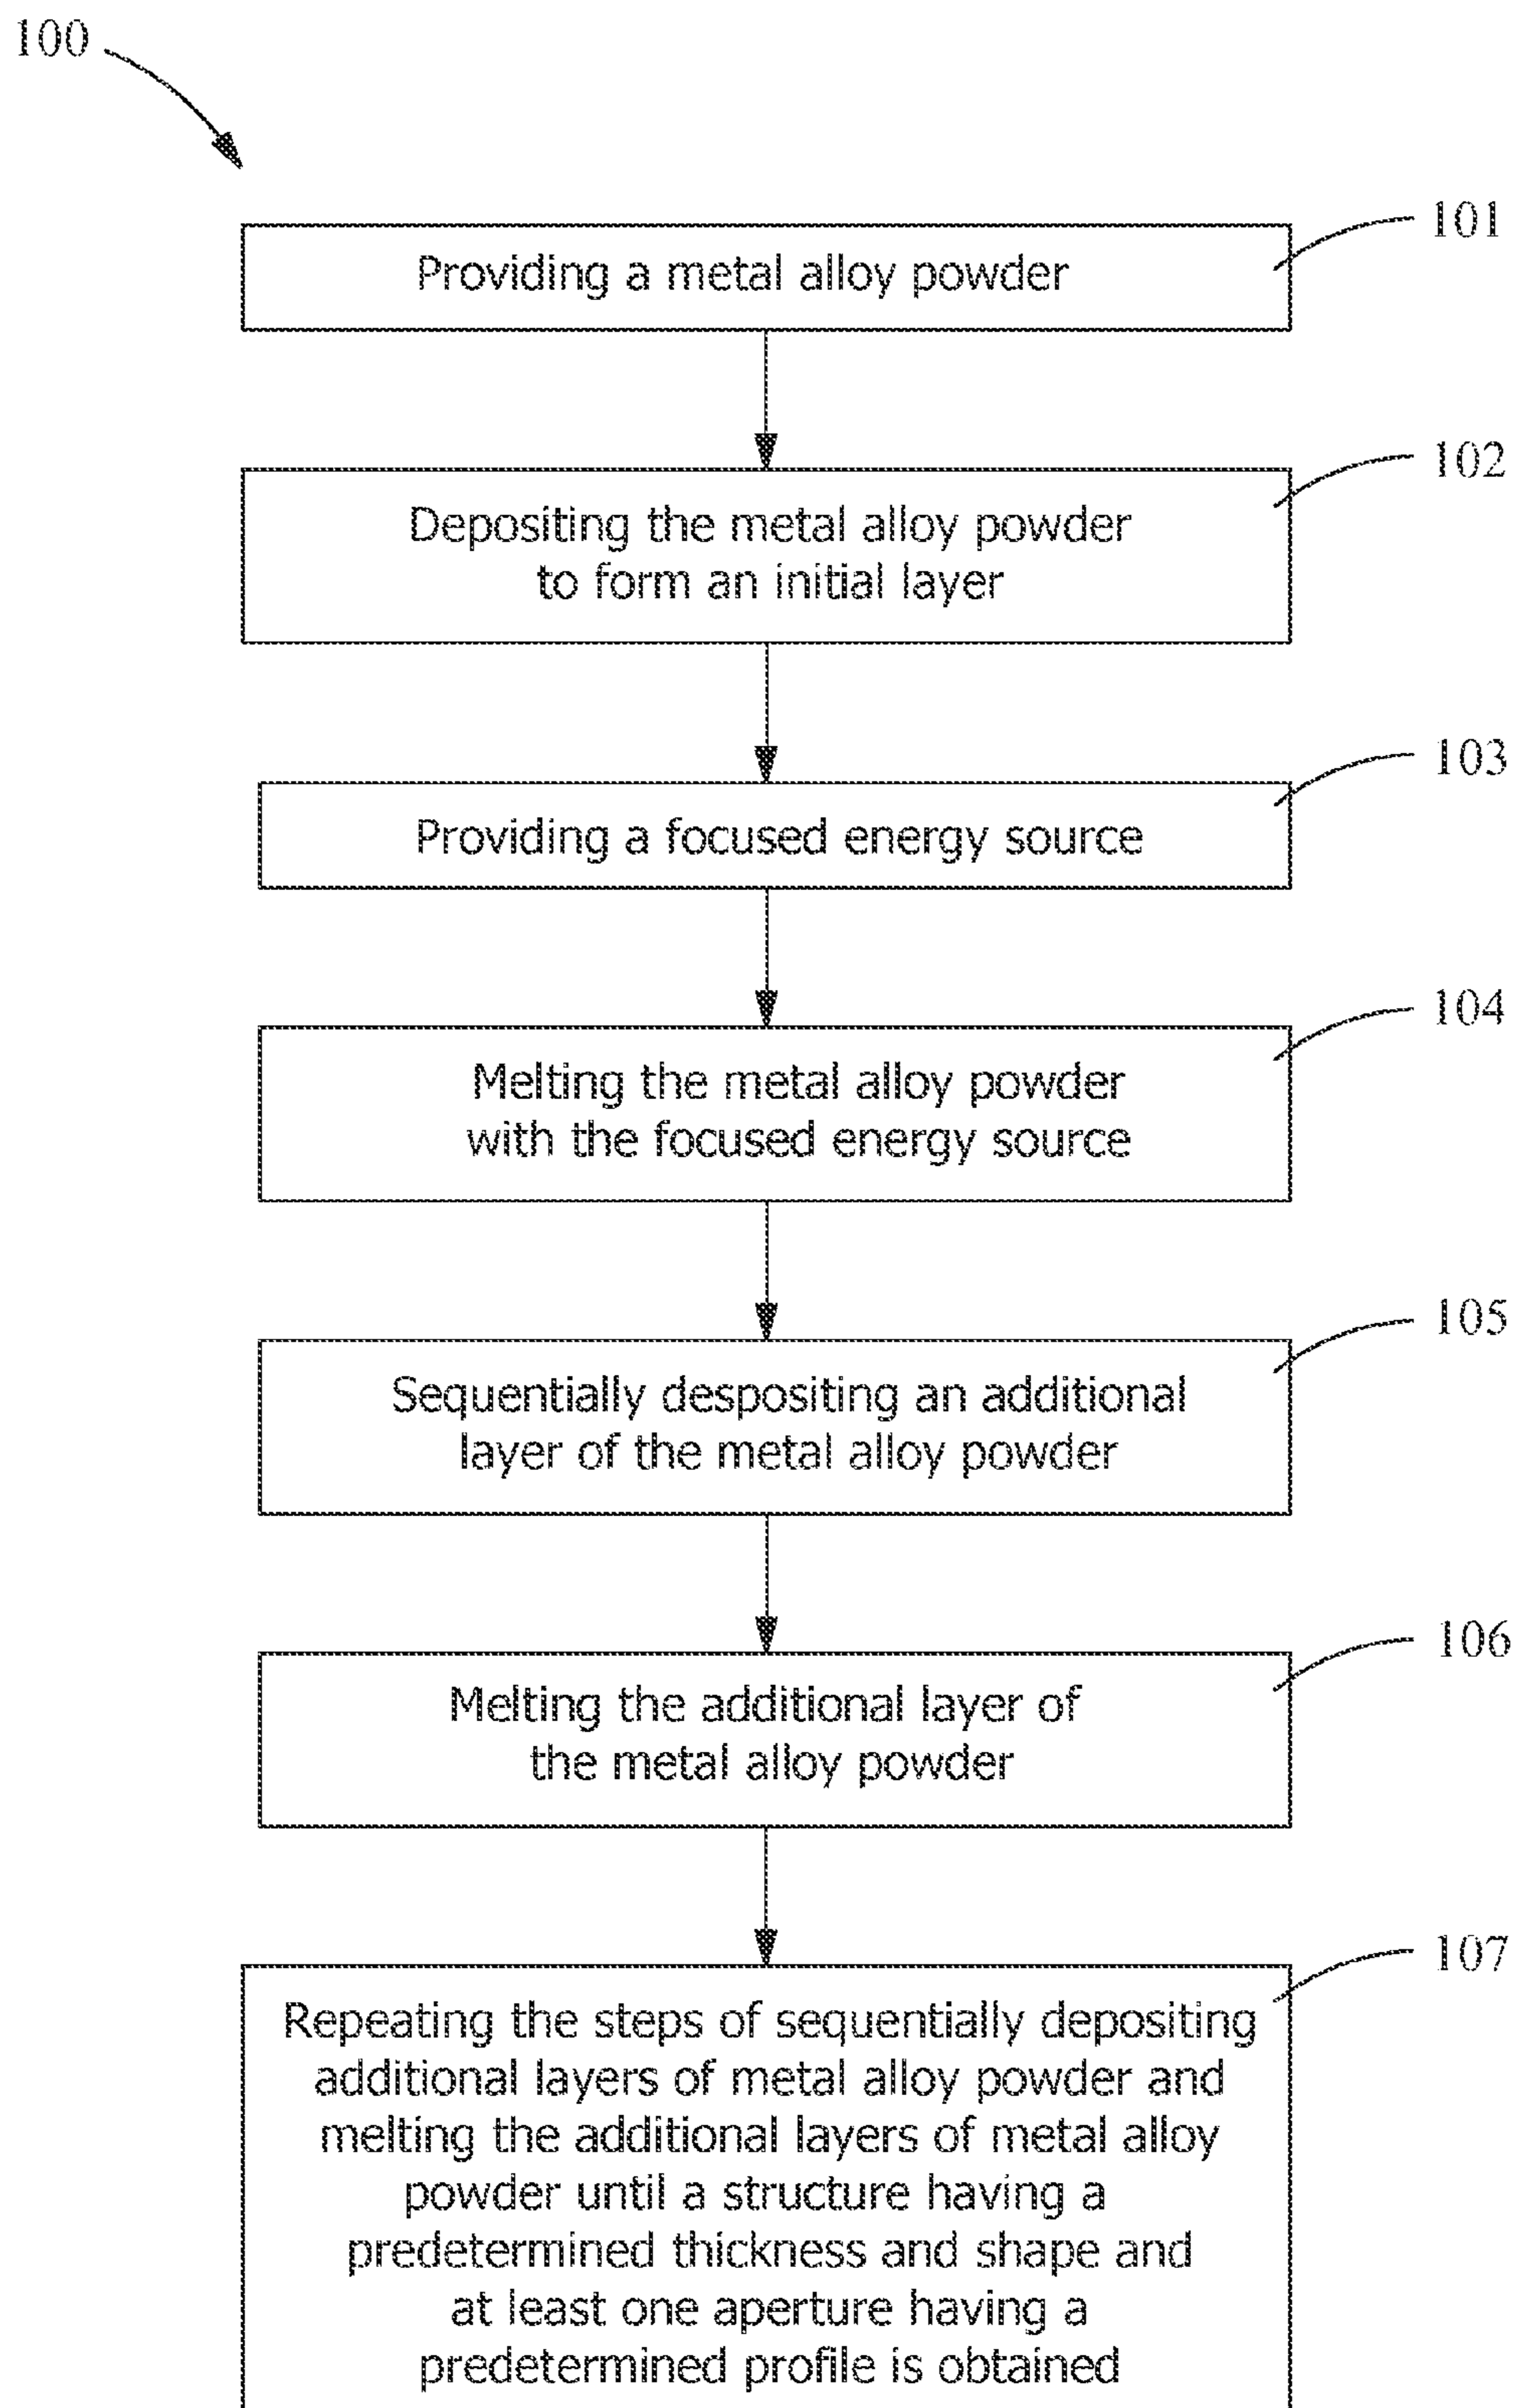 100
101
Providing a metal alloy powder
102
Depositing the metal alloy powder
to form an initial layer
103
Providing a focused energy source
104
Melting the metal alloy powder
with the focused energy source
105
Sequentially despositing an additional
layer of the metal alloy powder
106
Melting the additional layer of
the metal alloy powder
107
Repeating the steps of sequentially depositing
additional layers of metal alloy powder and
melting the additional layers of metal alloy
powder until a structure having a
predetermined thickness and shape and
at least one aperture having a
predetermined profile is obtained